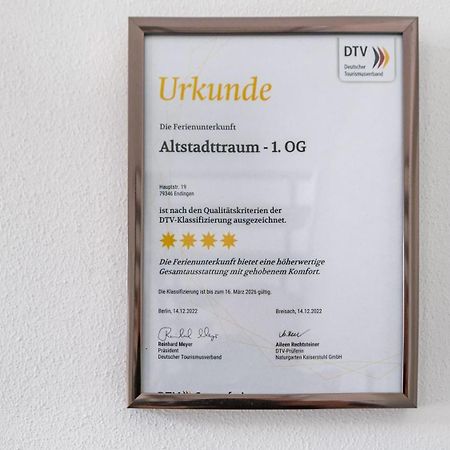 DTV
Deutscher
Tourismusverband
Urkunde
Die Ferienunterkunft
Altstadttraum - 1. OG
Hauptstr. 19
79346 Endingen
ist nach den Qualitätskriterien der
DTV-Klassifizierung ausgezeichnet.
Die Ferienunterkunft bietet eine höherwertige
Gesamtausstattung mit gehobenem Komfort.
Die Klassifizierung ist bis zum 16. März 2026 gültig.
Berlin, 14.12.2022
Breisach, 14.12.2022
Reinhard Meyer
Präsident
Deutscher Tourismusverband
Aileen Rechtsteiner
DTV-Prüferin
Naturgarten Kaiserstuhl GmbH